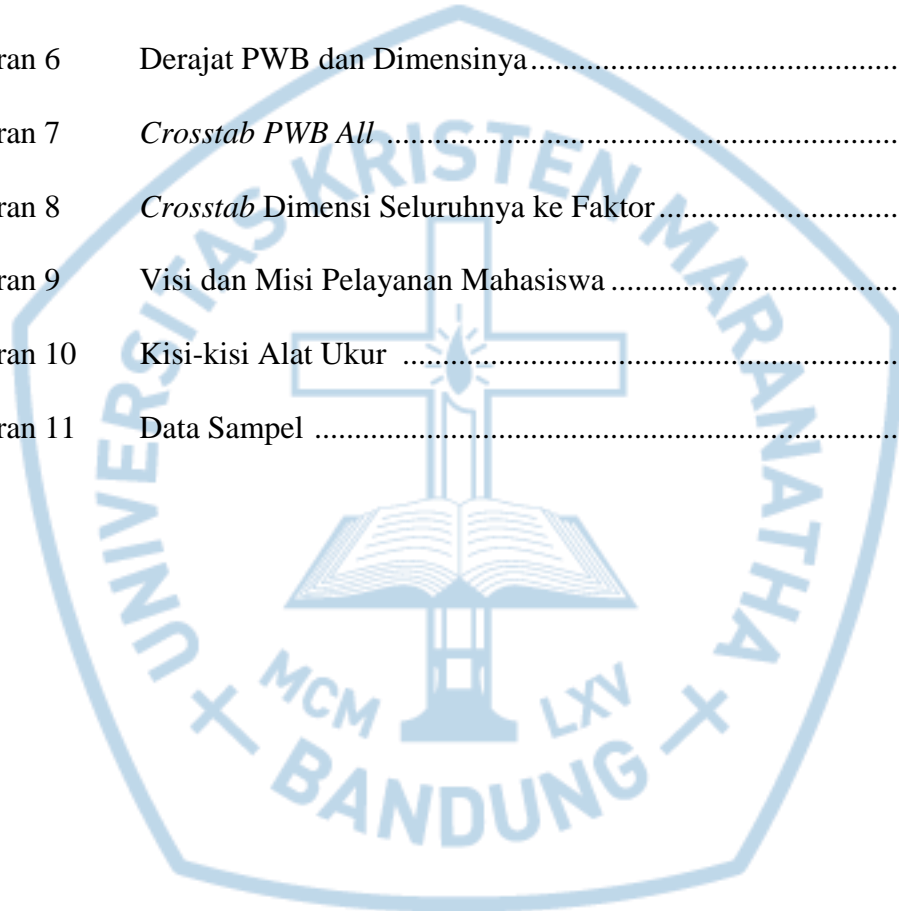 ran 6 Derajat PWB dan Dimensinya................................................
ran 7 Crosstab PWB All ................................................................
ran 8 Crosstab Dimensi Seluruhnya ke Faktor..............................
ran 9 Visi dan Misi Pelayanan Mahasiswa ....................................
ran 10 Kisi-kisi Alat Ukur ..............................................................
ran 11 Data Sampel .........................................................................
UNIVERSITAS KRISTEN MARANATHA
MCM LXV
BANDUNG